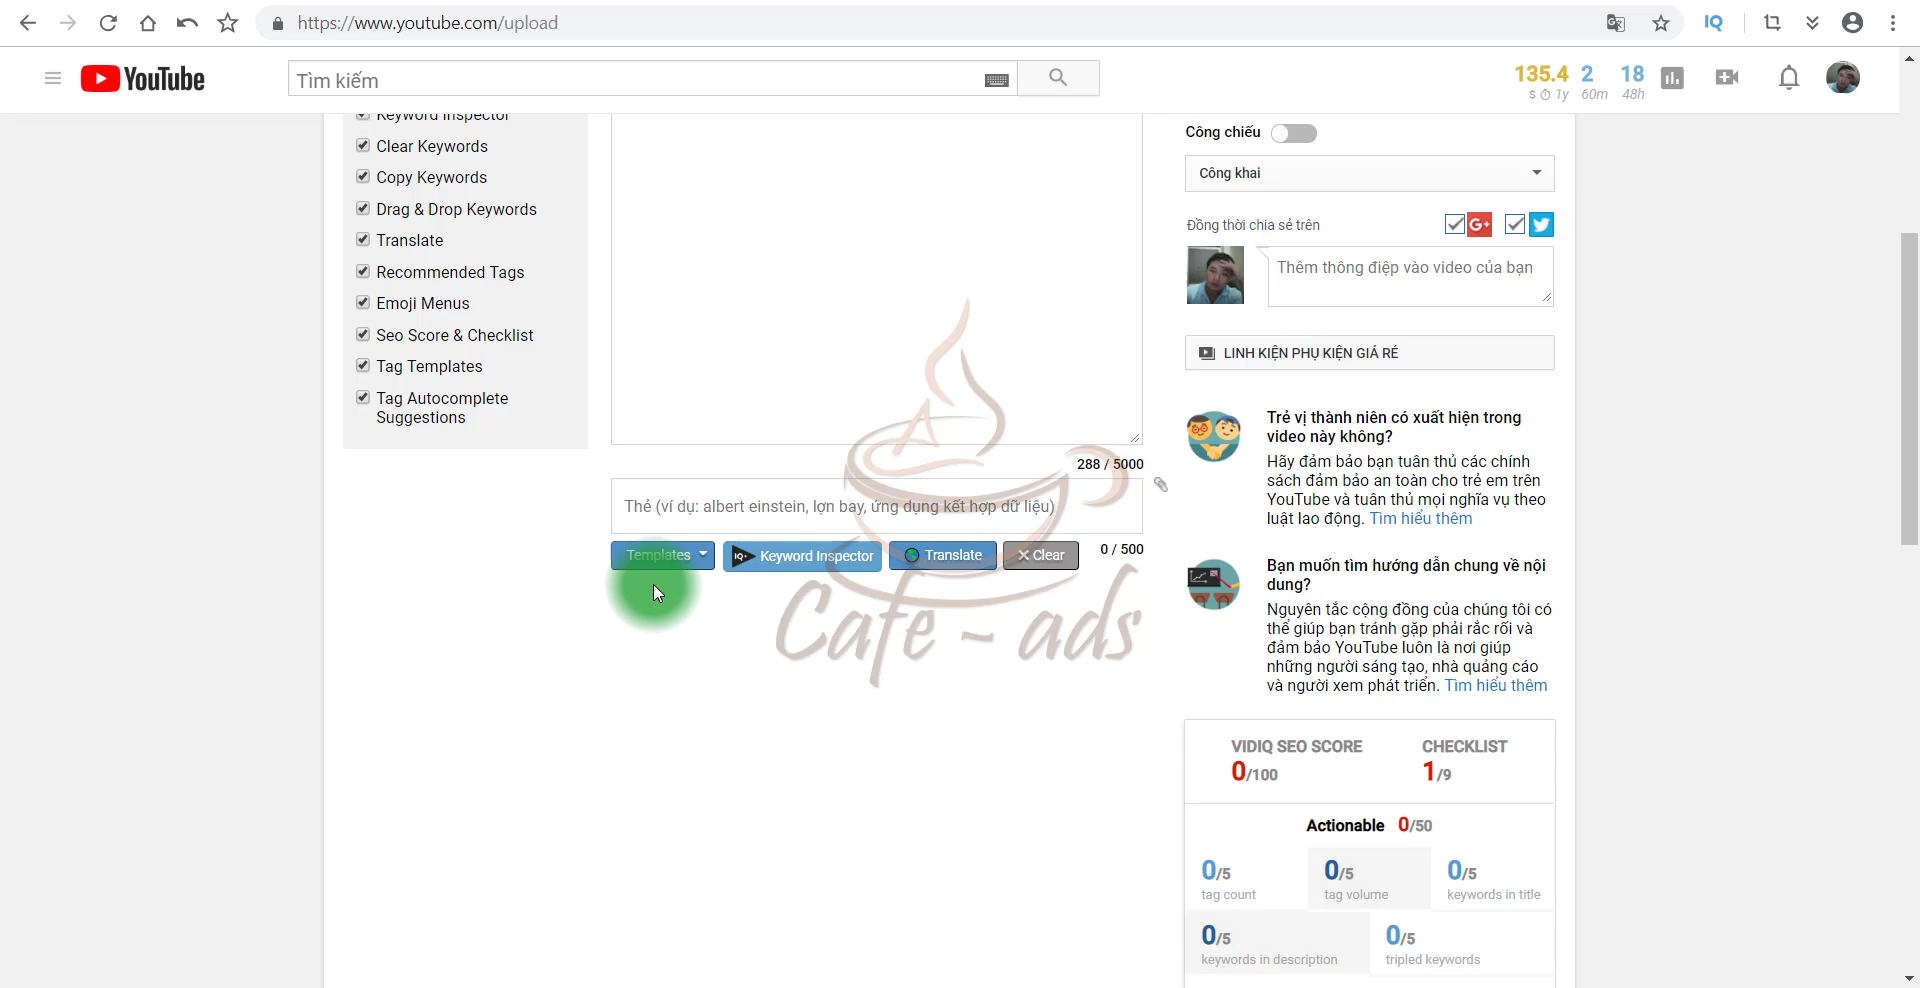 https://www.youtube.com/upload
IQ
YouTube
Tìm kiếm
135.4 2 18
$ 1y 60m 48h
Keyword Inspector
Clear Keywords
Copy Keywords
Drag & Drop Keywords
Translate
Recommended Tags
Emoji Menus
Seo Score & Checklist
Tag Templates
Tag Autocomplete
Suggestions
288 / 5000
Thẻ (ví dụ: albert einstein, lợn bay, ứng dụng kết hợp dữ liệu)
Templates
IQ+ Keyword Inspector
Translate
Clear
0 / 500
Cafe - ads
Công chiếu
Công khai
Đồng thời chia sẻ trên
G+
Thêm thông điệp vào video của bạn
LINH KIỆN PHỤ KIỆN GIÁ RẺ
Trẻ vị thành niên có xuất hiện trong
video này không?
Hãy đảm bảo bạn tuân thủ các chính
sách đảm bảo an toàn cho trẻ em trên
YouTube và tuân thủ mọi nghĩa vụ theo
luật lao động. Tìm hiểu thêm
Bạn muốn tìm hướng dẫn chung về nội
dung?
Nguyên tắc cộng đồng của chúng tôi có
thể giúp bạn tránh gặp phải rắc rối và
đảm bảo YouTube luôn là nơi giúp
những người sáng tạo, nhà quảng cáo
và người xem phát triển. Tìm hiểu thêm
VIDIQ SEO SCORE
0/100
CHECKLIST
1/9
Actionable 0/50
0/5
tag count
0/5
tag volume
0/5
keywords in title
0/5
keywords in description
0/5
tripled keywords